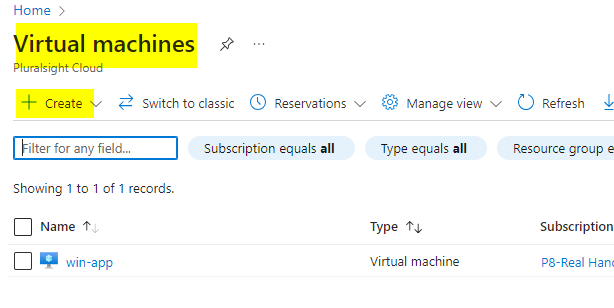 Home
Virtual machines
Pluralsight Cloud
Create Switch to classic Reservations Manage view Refresh
Filter for any field... Subscription equals all Type equals all Resource group e
Showing 1 to 1 of 1 records.
Name Type Subscription
win-app Virtual machine P8-Real Han